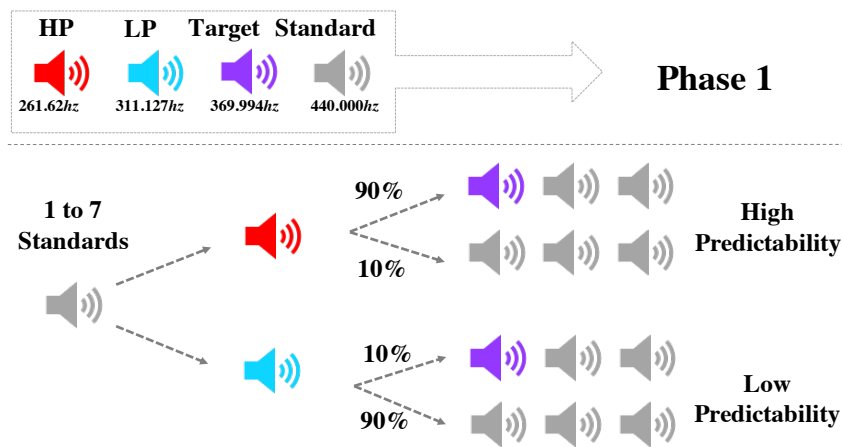 HP LP Target Standard
261.62hz 311.127hz 369.994hz 440.000hz
Phase 1
1 to 7
Standards
90%
10%
High
Predictability
10%
90%
Low
Predictability